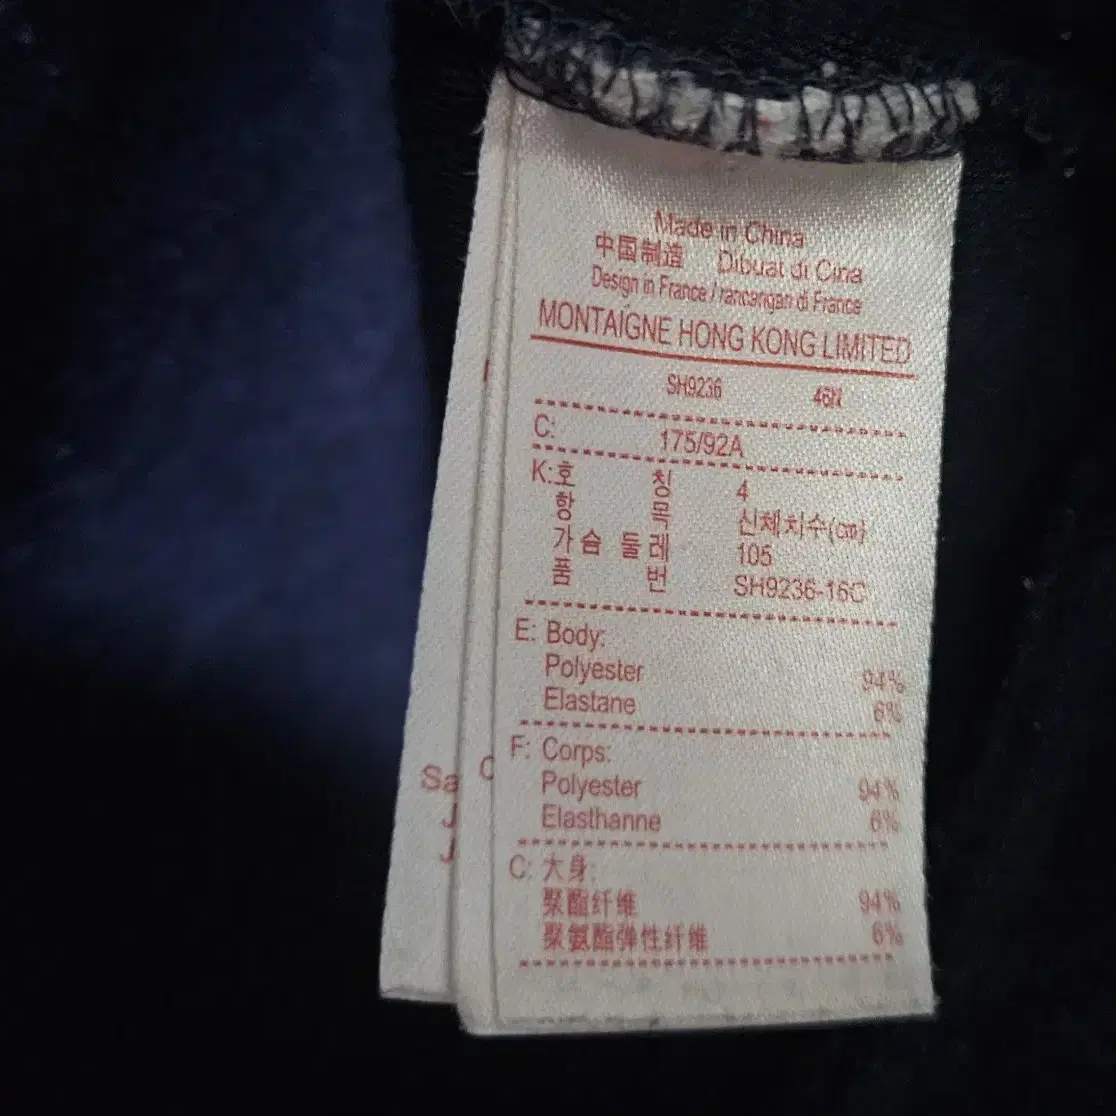 Made in China
中国制造 Dibuat di Cina
Design in France / rancangan di France
MONTAIGNE HONG KONG LIMITED
SH9236 46N
C: 175/92A
K:호 칭 4
항 목 신체치수(cm)
가슴 둘레 105
품 번 SH9236-16C
E: Body:
Polyester 94%
Elastane 6%
F: Corps:
Polyester 94%
Elasthanne 6%
C: 大身:
聚酯纤维 94%
聚氨酯弹性纤维 6%
Sa
J
J